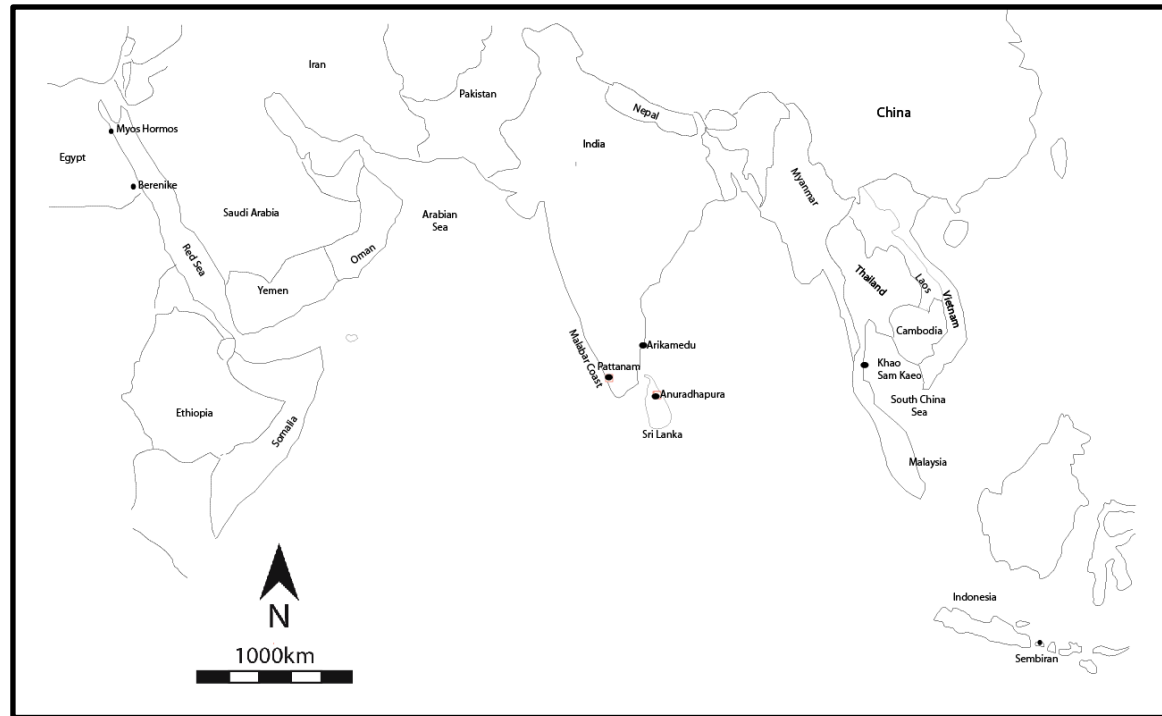 Iran
Pakistan
China
Nepal
Myos Hormos
India
Egypt
Myanmar
Berenike
Saudi Arabia
Arabian
Sea
Red Sea
Oman
Thailand
Laos
Vietnam
Yemen
Cambodia
Malabar Coast
Arikamedu
Pattanam
Khao
Sam Kaeo
Anuradhapura
South China
Sea
Ethiopia
Somalia
Sri Lanka
Malaysia
N
Indonesia
1000km
Sembiran